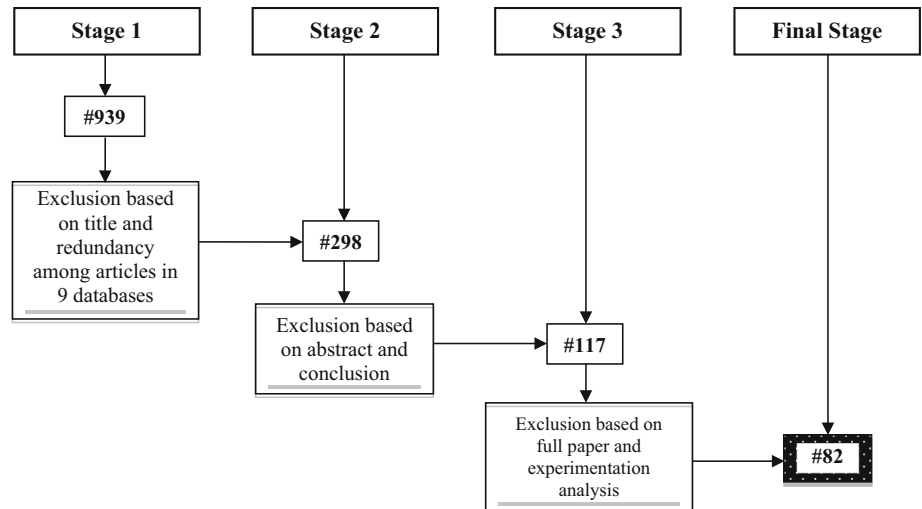 Stage 1
Stage 2
Stage 3
Final Stage
#939
Exclusion based
on title and
redundancy
among articles in
9 databases
#298
Exclusion based
on abstract and
conclusion
#117
Exclusion based on
full paper and
experimentation
analysis
#82